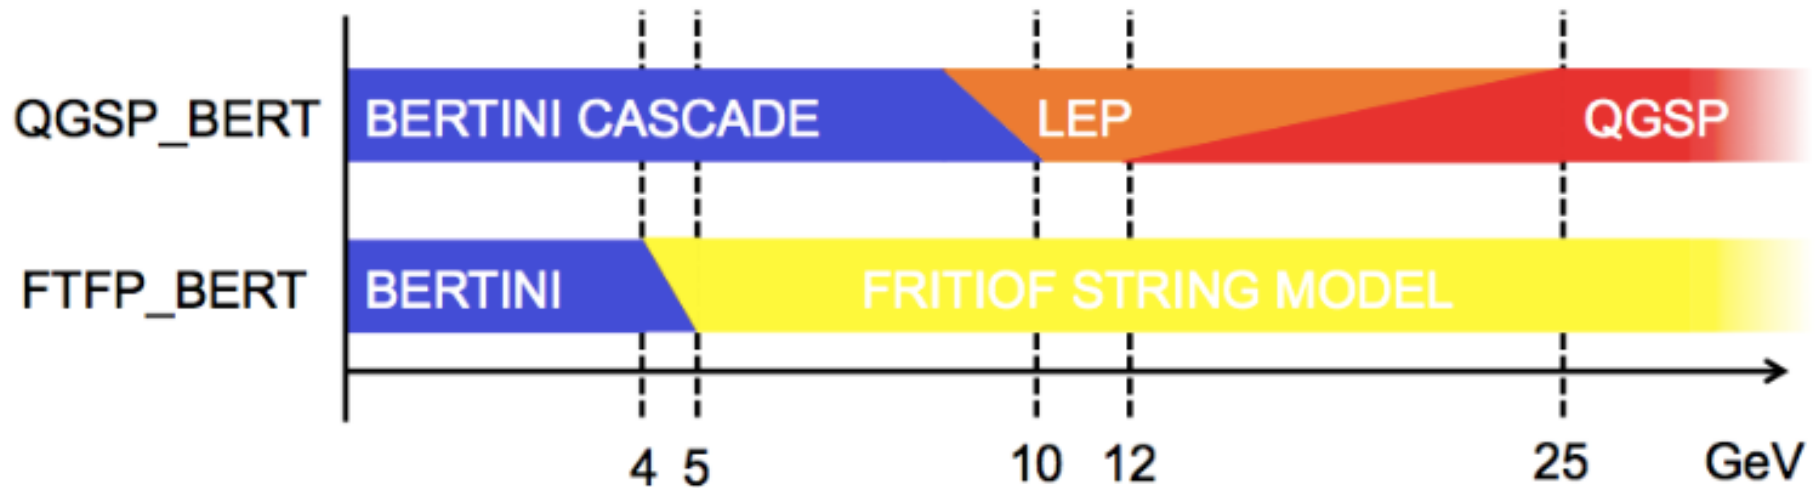 QGSP_BERT BERTINI CASCADE LEP QGSP
FTFP_BERT BERTINI FRITIOF STRING MODEL
4 5 10 12 25 GeV